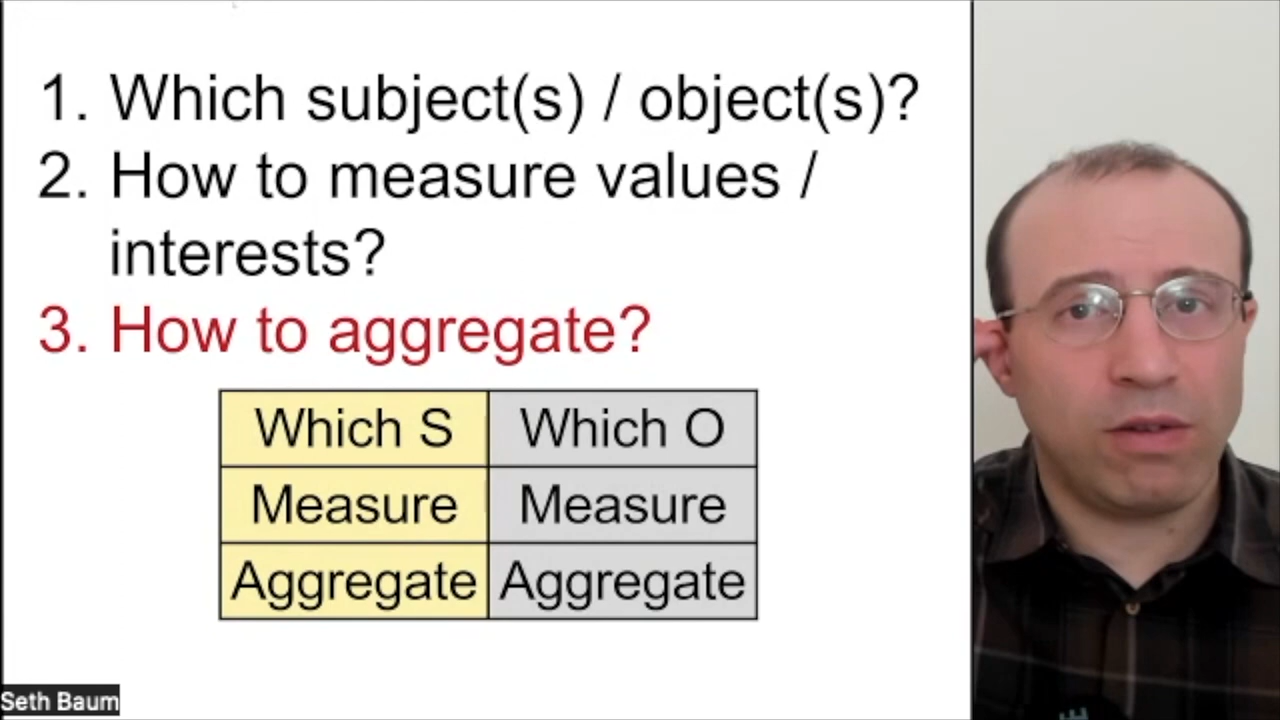 1. Which subject(s) / object(s)?
2. How to measure values /
interests?
3. How to aggregate?
Which S Which O
Measure Measure
Aggregate Aggregate
Seth Baum